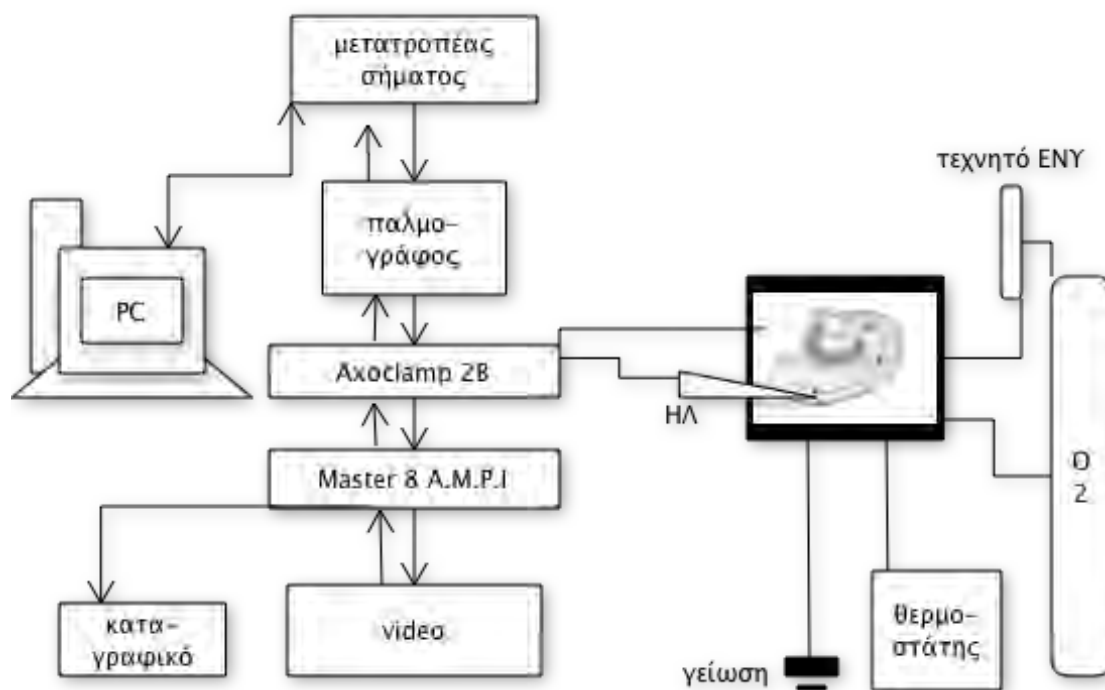 μετατροπέας
σήματος
τεχνητό ΕΝΥ
παλμο-
γράφος
PC
Axoclamp 2B
ΗΛ
Master 8 A.M.P.I
O
2
κατα-
γραφικό
video
θερμο-
στάτης
γείωση